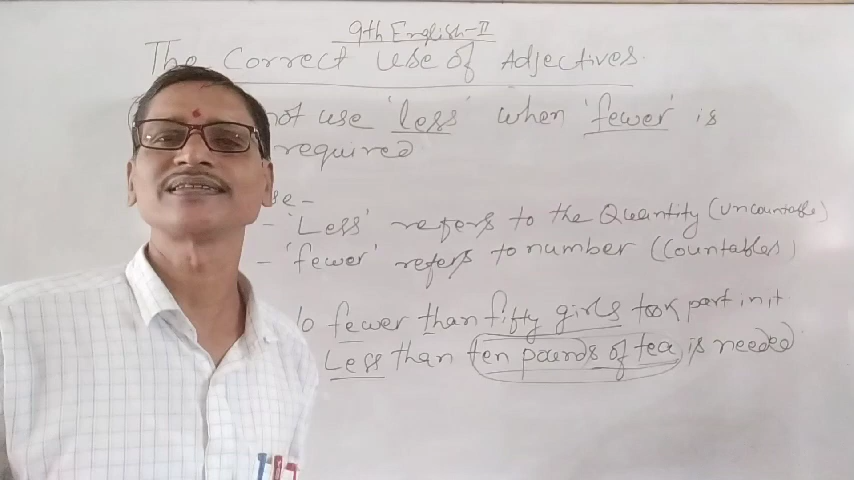 9th English-II
The Correct Use of Adjectives.
not use 'less' when 'fewer' is
required
se -
- 'Less' refers to the Quantity (uncountable)
- 'fewer' refers to number (Countables)
o fewer than fifty girls took part in it
Less than ten pounds of tea is needed